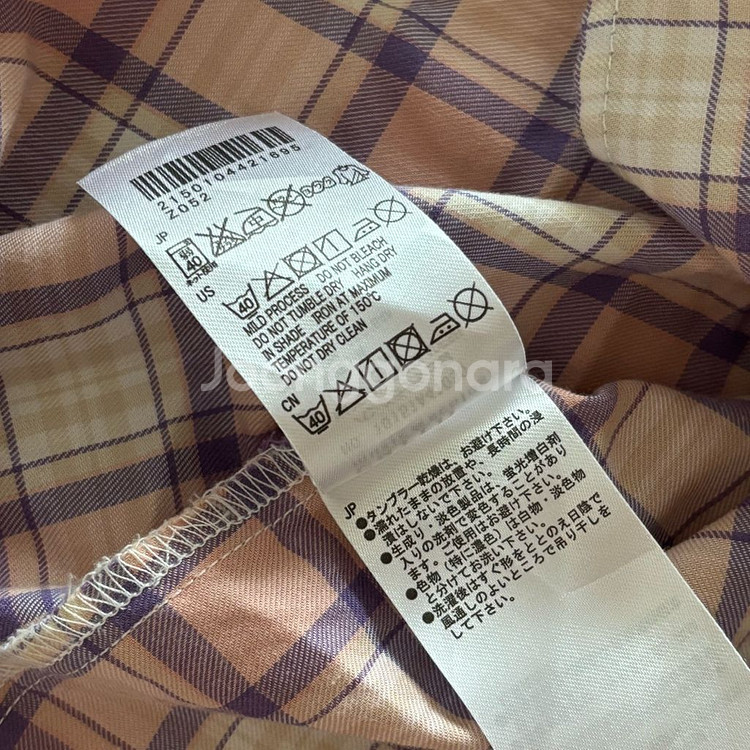 2150104421695
Z052
JP
40
ネット使用
US
40
MILD PROCESS DO NOT BLEACH
DO NOT TUMBLE DRY HANG DRY
IN SHADE IRON AT MAXIMUM
TEMPERATURE OF 150℃
DO NOT DRY CLEAN
CN
40
Joonggonara
JP
●タンブラー乾燥は、お避け下さい。
●濡れたままの放置や、長時間の浸
漬はしないで下さい。
●生成り・淡色製品は、蛍光増白剤
入りの洗剤で変色することがあり
ます。ご使用はお避け下さい。
●色物（特に濃色）は白物・淡色物
と分けてお洗い下さい。
●洗濯後はすぐ形をととのえ日陰で
風通しのよいところで吊り干しを
して下さい。